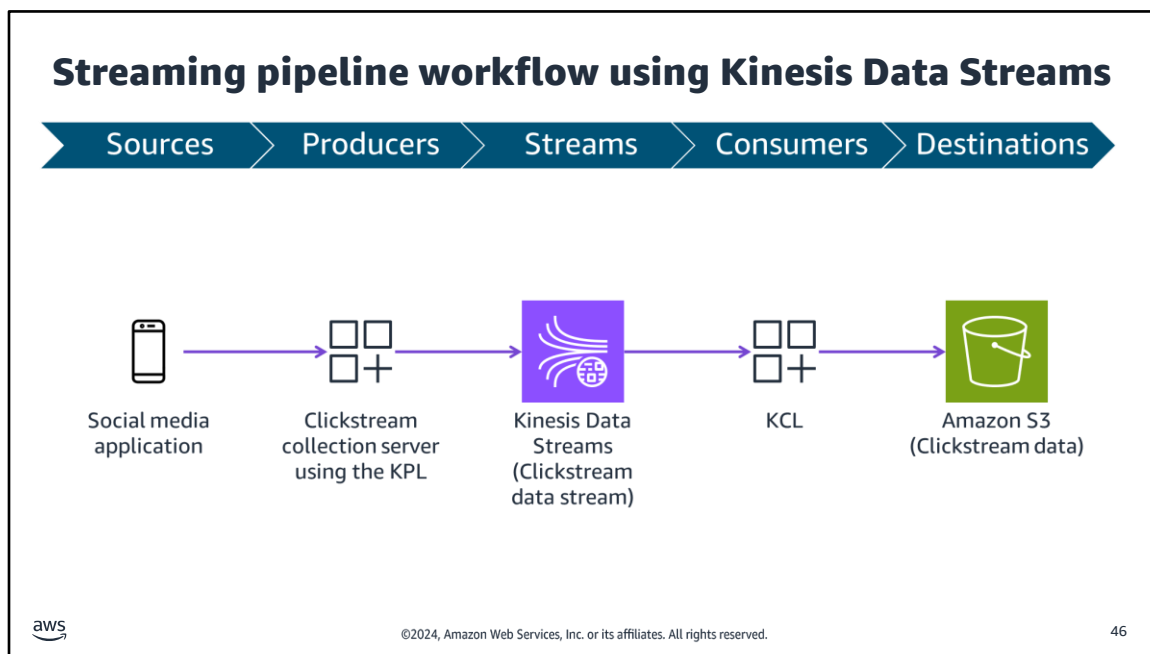 Streaming pipeline workflow using Kinesis Data Streams
Sources
Producers
Streams
Consumers
Destinations
Social media
application
Clickstream
collection server
using the KPL
Kinesis Data
Streams
(Clickstream
data stream)
KCL
Amazon S3
(Clickstream data)
aws
©2024, Amazon Web Services, Inc. or its affiliates. All rights reserved.
46